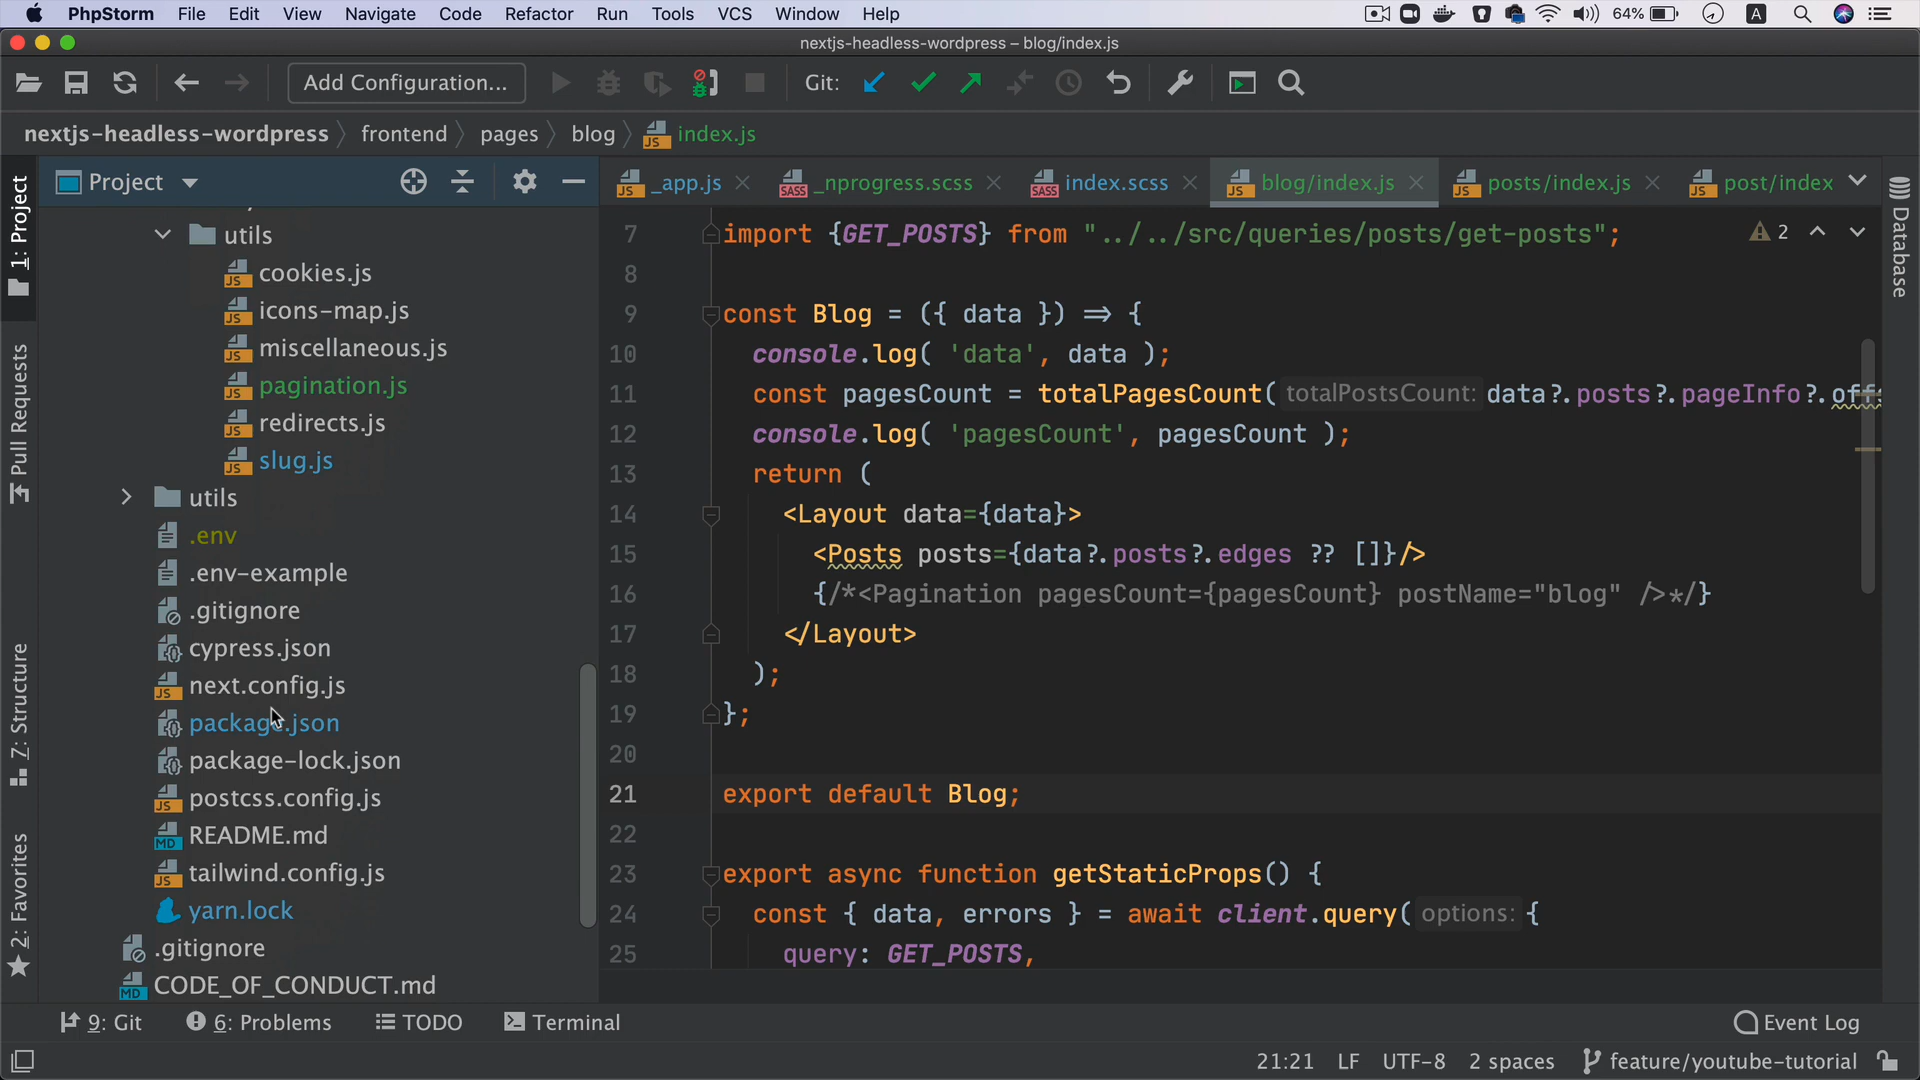 PhpStorm File Edit View Navigate Code Refactor Run Tools VCS Window Help 64% A
nextjs-headless-wordpress – blog/index.js
Add Configuration... Git:
nextjs-headless-wordpress frontend pages blog index.js
Project
_app.js _nprogress.scss index.scss blog/index.js posts/index.js post/index
1: Project
Pull Requests
7: Structure
2: Favorites
utils
cookies.js
icons-map.js
miscellaneous.js
pagination.js
redirects.js
slug.js
utils
.env
.env-example
.gitignore
cypress.json
next.config.js
package.json
package-lock.json
postcss.config.js
README.md
tailwind.config.js
yarn.lock
.gitignore
CODE_OF_CONDUCT.md
7 import {GET_POSTS} from "../../src/queries/posts/get-posts";
8
9 const Blog = ({ data }) => {
10 console.log( 'data', data );
11 const pagesCount = totalPagesCount( totalPostsCount: data?.posts?.pageInfo?.offs
12 console.log( 'pagesCount', pagesCount );
13 return (
14 <Layout data={data}>
15 <Posts posts={data?.posts?.edges ?? []}/>
16 {/*<Pagination pagesCount={pagesCount} postName="blog" />*/}
17 </Layout>
18 );
19 };
20
21 export default Blog;
22
23 export async function getStaticProps() {
24 const { data, errors } = await client.query( options: {
25 query: GET_POSTS,
2
Database
9: Git 6: Problems TODO Terminal Event Log
21:21 LF UTF-8 2 spaces feature/youtube-tutorial